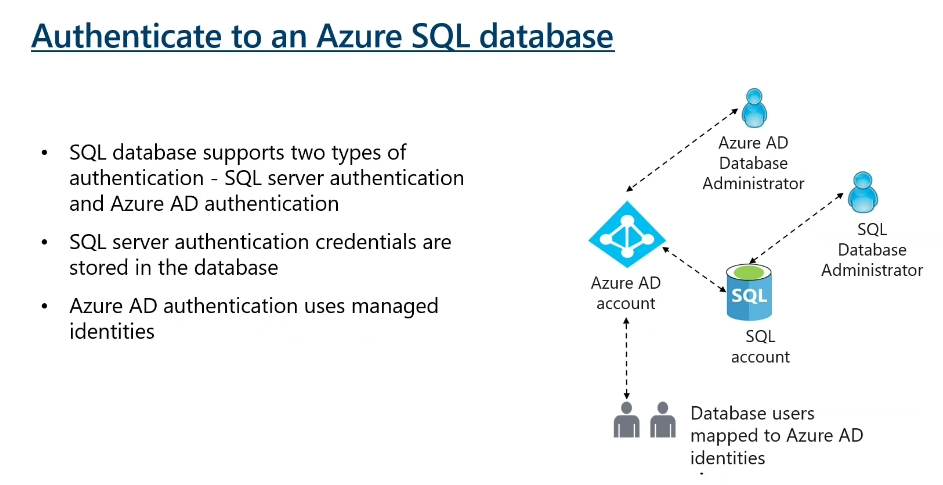 Authenticate to an Azure SQL database
• SQL database supports two types of
authentication - SQL server authentication
and Azure AD authentication
• SQL server authentication credentials are
stored in the database
• Azure AD authentication uses managed
identities
Azure AD
Database
Administrator
SQL
Database
Administrator
Azure AD
account
SQL
SQL
account
Database users
mapped to Azure AD
identities